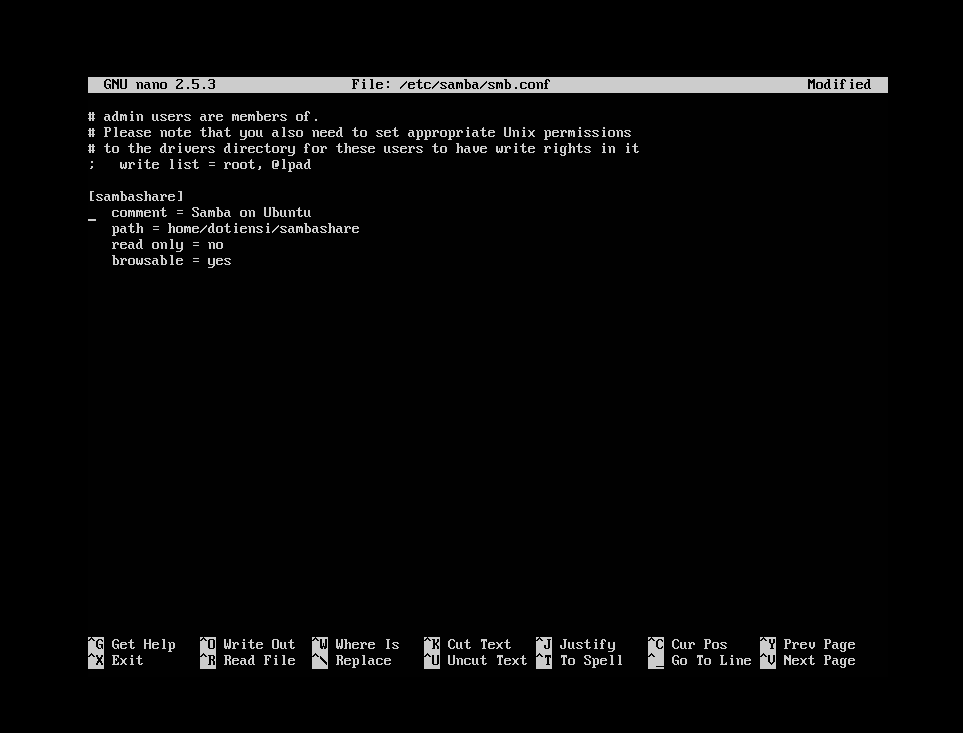 GNU nano 2.5.3 File: /etc/samba/smb.conf Modified
# admin users are members of.
# Please note that you also need to set appropriate Unix permissions
# to the drivers directory for these users to have write rights in it
;   write list = root, @lpad
[sambashare]
comment = Samba on Ubuntu
path = home/dotiensi/sambashare
read only = no
browsable = yes
^G Get Help ^O Write Out ^W Where Is ^K Cut Text ^J Justify ^C Cur Pos ^Y Prev Page
^X Exit ^R Read File ^\ Replace ^U Uncut Text ^T To Spell ^_ Go To Line ^V Next Page